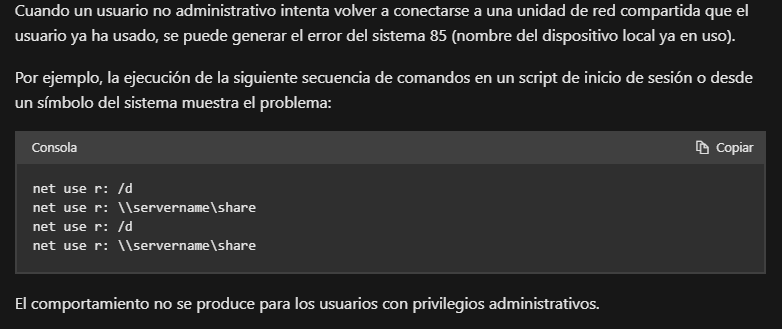 Cuando un usuario no administrativo intenta volver a conectarse a una unidad de red compartida que el
usuario ya ha usado, se puede generar el error del sistema 85 (nombre del dispositivo local ya en uso).
Por ejemplo, la ejecución de la siguiente secuencia de comandos en un script de inicio de sesión o desde
un símbolo del sistema muestra el problema:
Consola Copiar
net use r: /d
net use r: \\servername\share
net use r: /d
net use r: \\servername\share
El comportamiento no se produce para los usuarios con privilegios administrativos.